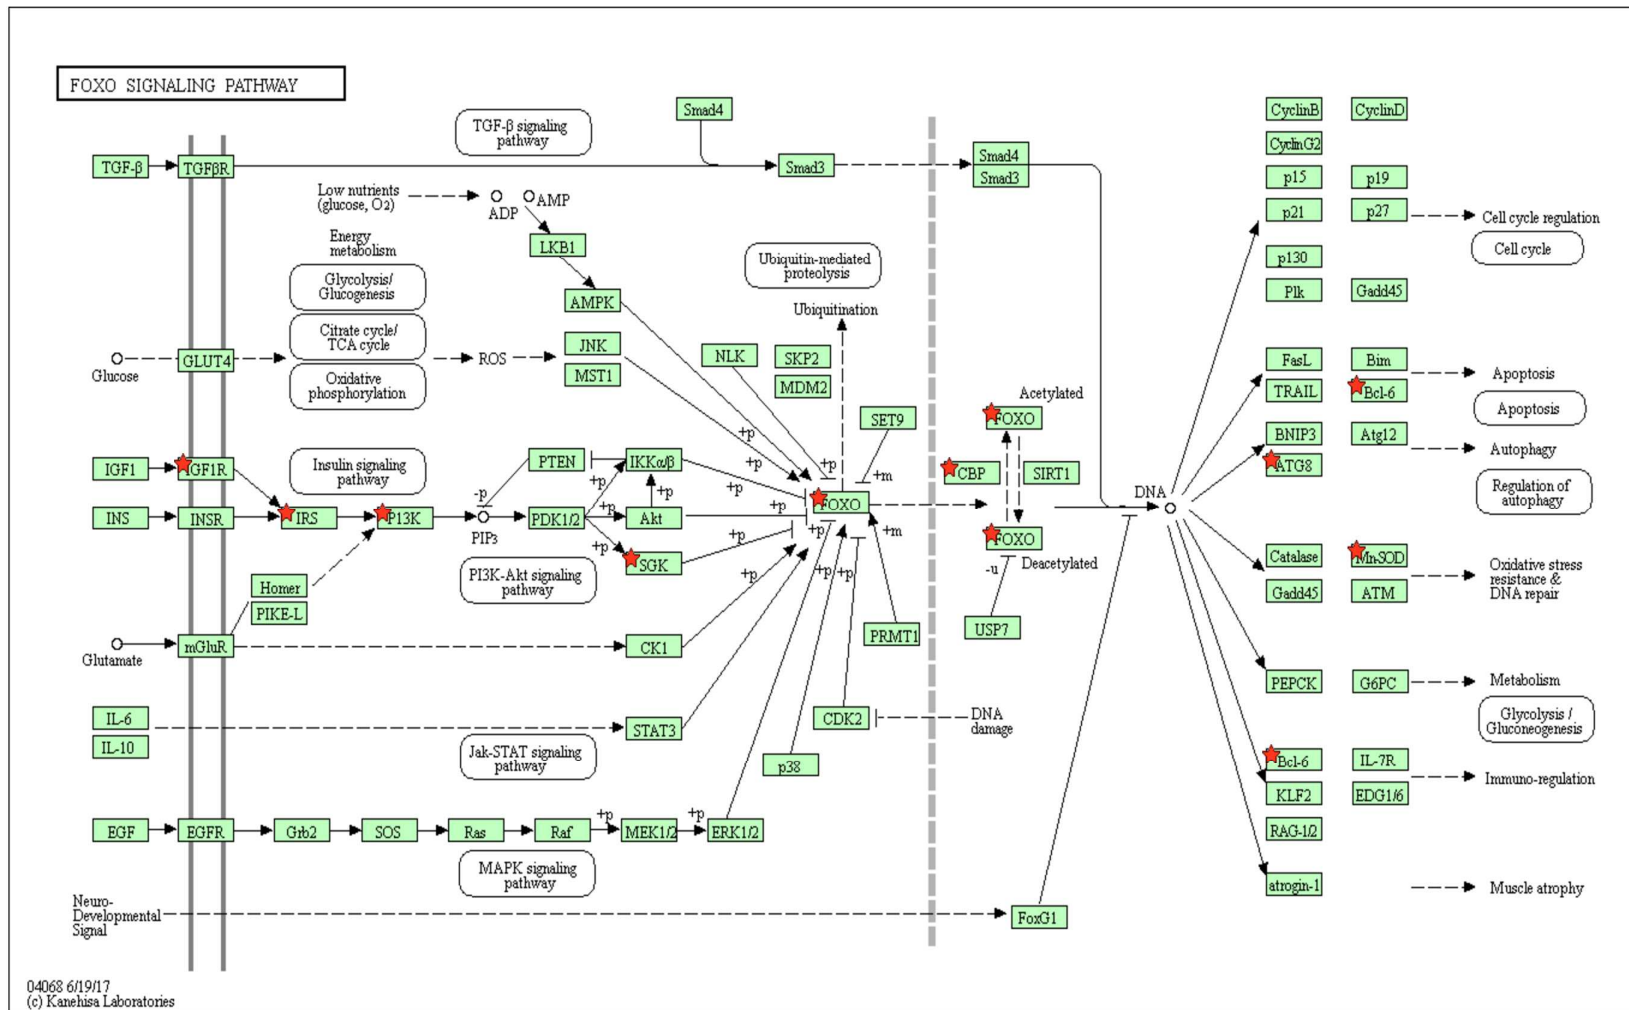 FOXO SIGNALING PATHWAY
TGF-β signaling
pathway
Smad4
TGF-β
TGFβR
Smad3
Smad4
Smad3
Low nutrients
(glucose, O2)
ADP
AMP
LKB1
AMPK
Energy
metabolism
Glycolysis/
Glucogenesis
Citrate cycle/
TCA cycle
Oxidative
phosphorylation
Glucose
GLUT4
ROS
JNK
MST1
NLK
SKP2
MDM2
Ubiquitin-mediated
proteolysis
Ubiquitination
SET9
Acetylated
FOXO
CBP
SIRT1
FOXO
Deacetylated
-u
USP7
IGF1
IGF1R
Insulin signaling
pathway
PTEN
IKKα/β
INS
INSR
IRS
P13K
-p
PIP3
PDK1/2
+p
+p
+p
+p
Akt
SGK
+p
+p
+p
+p
+p
+p
+p
+p
+p
+p
+p
+m
+m
FOXO
PI3K-Akt signaling
pathway
Homer
PIKE-L
Glutamate
mGluR
CK1
PRMT1
IL-6
IL-10
STAT3
Jak-STAT signaling
pathway
CDK2
DNA
damage
p38
EGF
EGFR
Grb2
SOS
Ras
Raf
+p
MEK1/2
+p
ERK1/2
MAPK signaling
pathway
Neuro-
Developmental
Signal
FoxG1
DNA
CyclinB
CyclinD
CyclinG2
p15
p19
p21
p27
Cell cycle regulation
Cell cycle
p130
Plk
Gadd45
FasL
Bim
Apoptosis
TRAIL
Bcl-6
Apoptosis
BNIP3
Atg12
Autophagy
ATG8
Regulation of
autophagy
Catalase
Mn-SOD
Oxidative stress
resistance &
DNA repair
Gadd45
ATM
PEPCK
G6PC
Metabolism
Glycolysis /
Gluconeogenesis
Bcl-6
IL-7R
Immuno-regulation
KLF2
EDG1/6
RAG-1/2
atrogin-1
Muscle atrophy
04068 6/19/17
(c) Kanehisa Laboratories